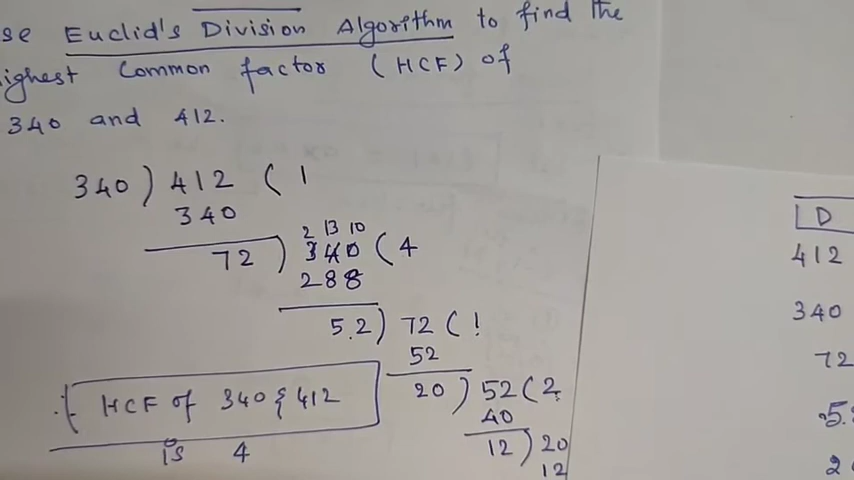 se Euclid's Division Algorithm to find the
ighest Common factor (HCF) of
340 and 412.
340 ) 412 ( 1
340
2 13 10
72 ) 340 ( 4
288
52 ) 72 ( 1
52
20 ) 52 ( 2
40
12 ) 20
12
∴ HCF of 340 & 412
is 4
D
412
340
72